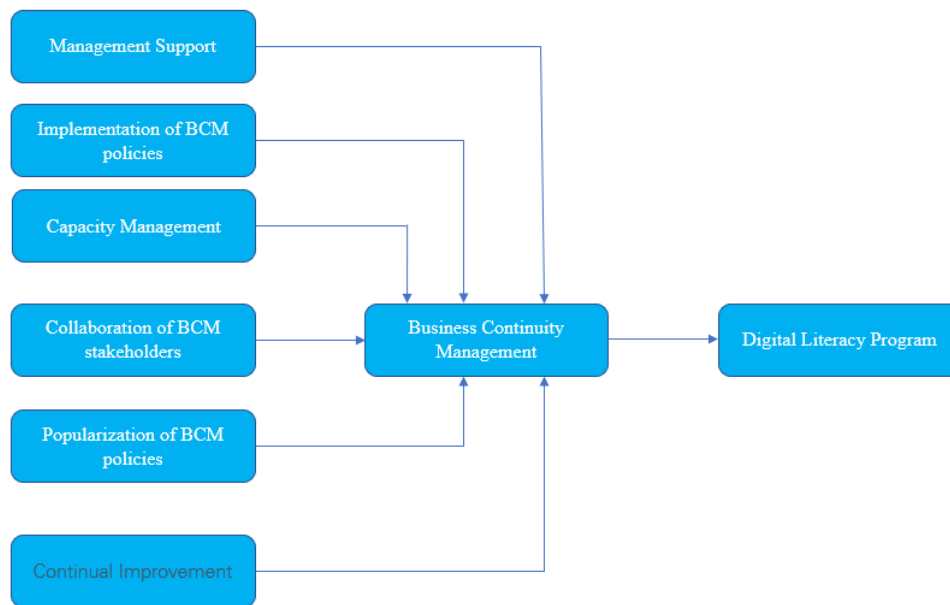 Management Support
Implementation of BCM
policies
Capacity Management
Collaboration of BCM
stakeholders
Business Continuity
Management
Digital Literacy Program
Popularization of BCM
policies
Continual Improvement